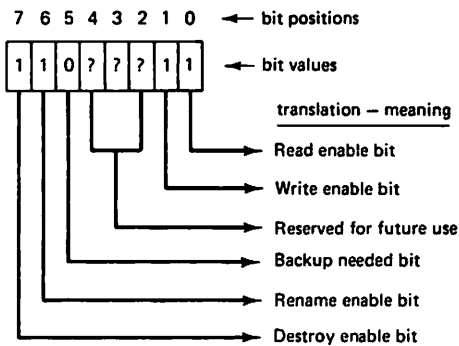 7 6 5 4 3 2 1 0 bit positions
1 1 0 ? ? ? 1 1 bit values
translation – meaning
Read enable bit
Write enable bit
Reserved for future use
Backup needed bit
Rename enable bit
Destroy enable bit